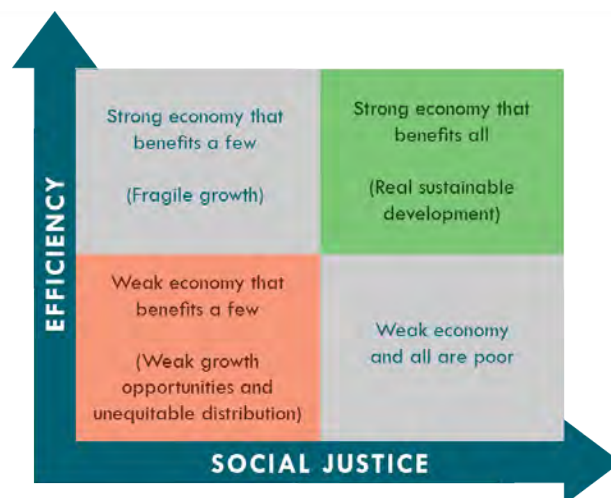 EFFICIENCY
Strong economy that
benefits a few
(Fragile growth)
Strong economy that
benefits all
(Real sustainable
development)
Weak economy that
benefits a few
(Weak growth
opportunities and
unequitable distribution)
Weak economy
and all are poor
SOCIAL JUSTICE